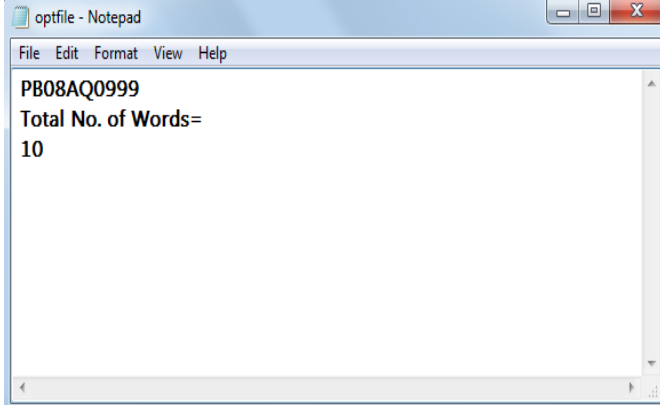 optfile - Notepad
File Edit Format View Help
PB08AQ0999
Total No. of Words=
10